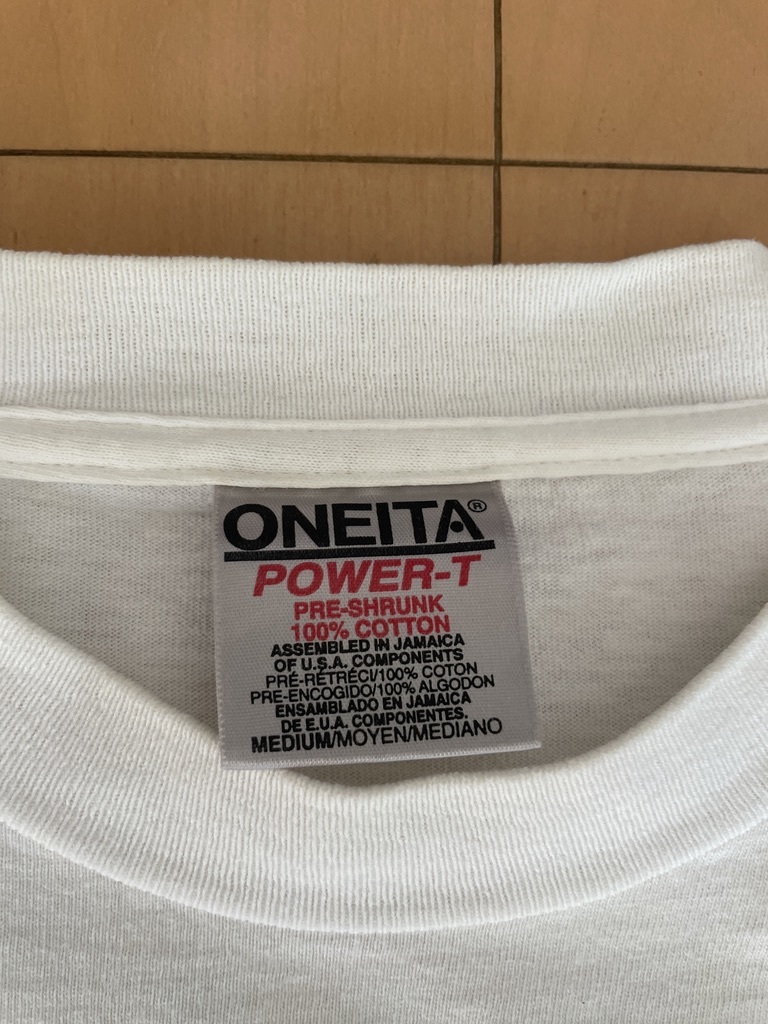 ONEITA®
POWER-T
PRE-SHRUNK
100% COTTON
ASSEMBLED IN JAMAICA
OF U.S.A. COMPONENTS
PRÉ-RÉTRÉCI/100% COTON
PRE-ENCOGIDO/100% ALGODON
ENSAMBLADO EN JAMAICA
DE E.U.A. COMPONENTES.
MEDIUM/MOYEN/MEDIANO